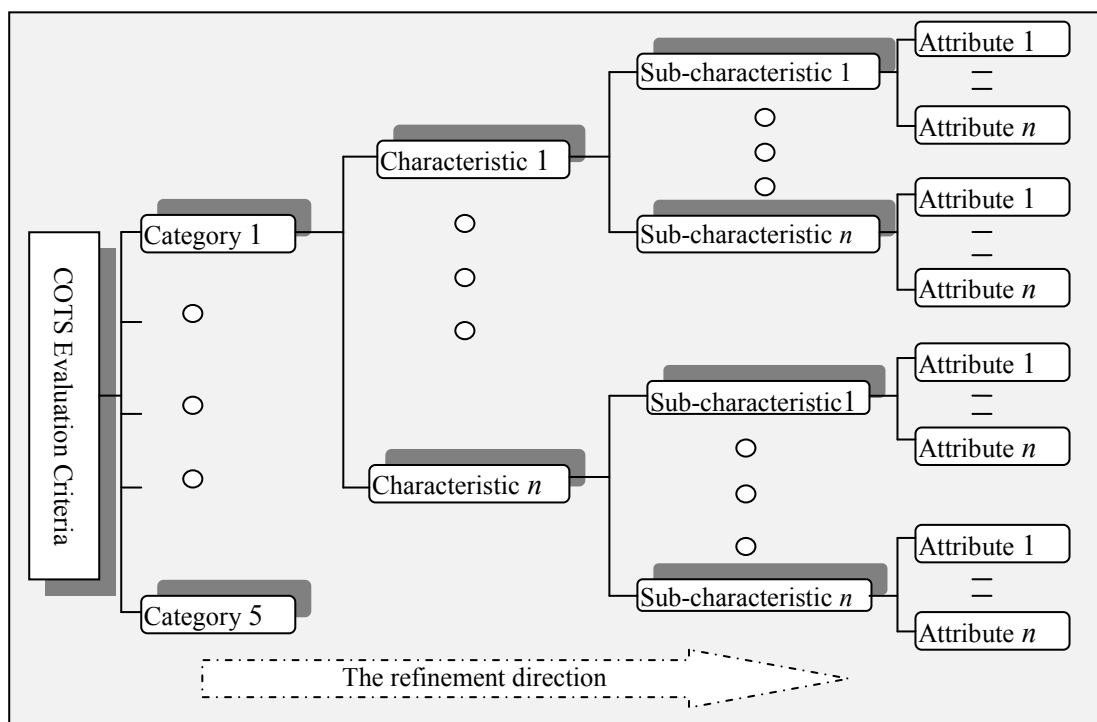 COTS Evaluation Criteria
Category 1
Category 5
Characteristic 1
Characteristic n
Sub-characteristic 1
Sub-characteristic n
Sub-characteristic1
Sub-characteristic n
Attribute 1
Attribute n
Attribute 1
Attribute n
Attribute 1
Attribute n
Attribute 1
Attribute n
The refinement direction